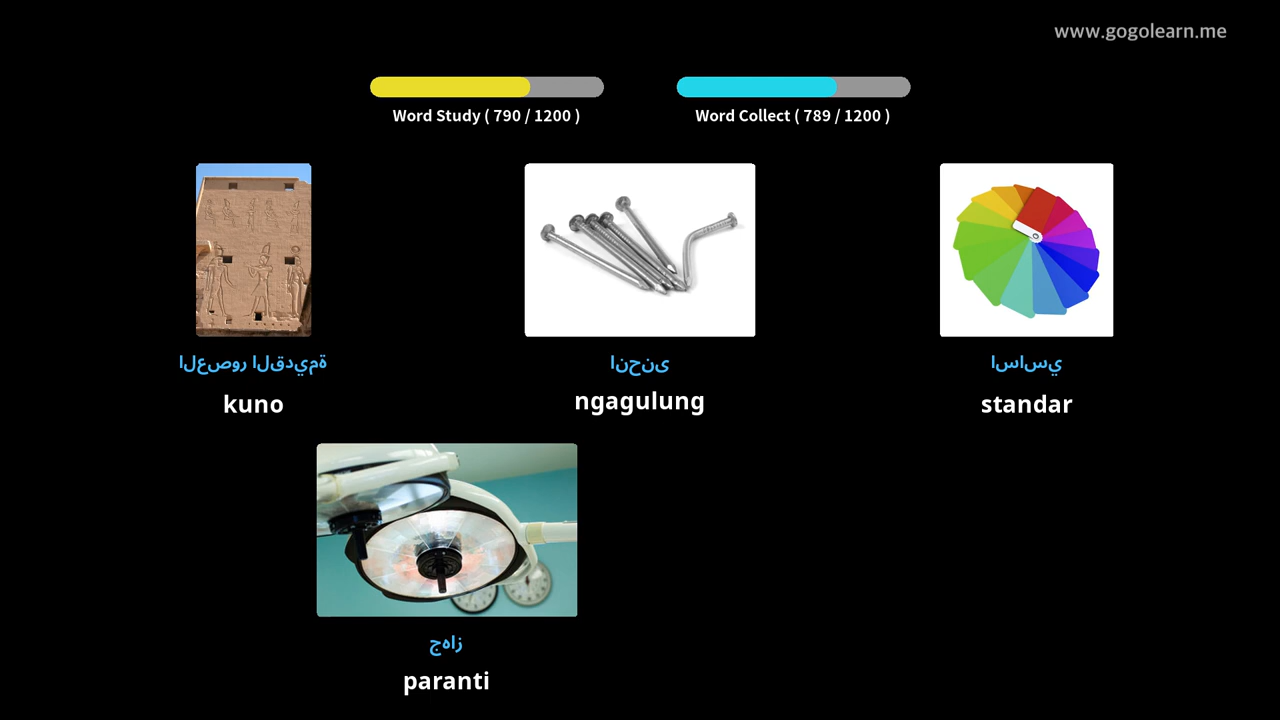 www.gogolearn.me
Word Study ( 790 / 1200 )
Word Collect ( 789 / 1200 )
العصور القديمة
kuno
انحنى
ngagulung
اساسي
standar
جهاز
paranti